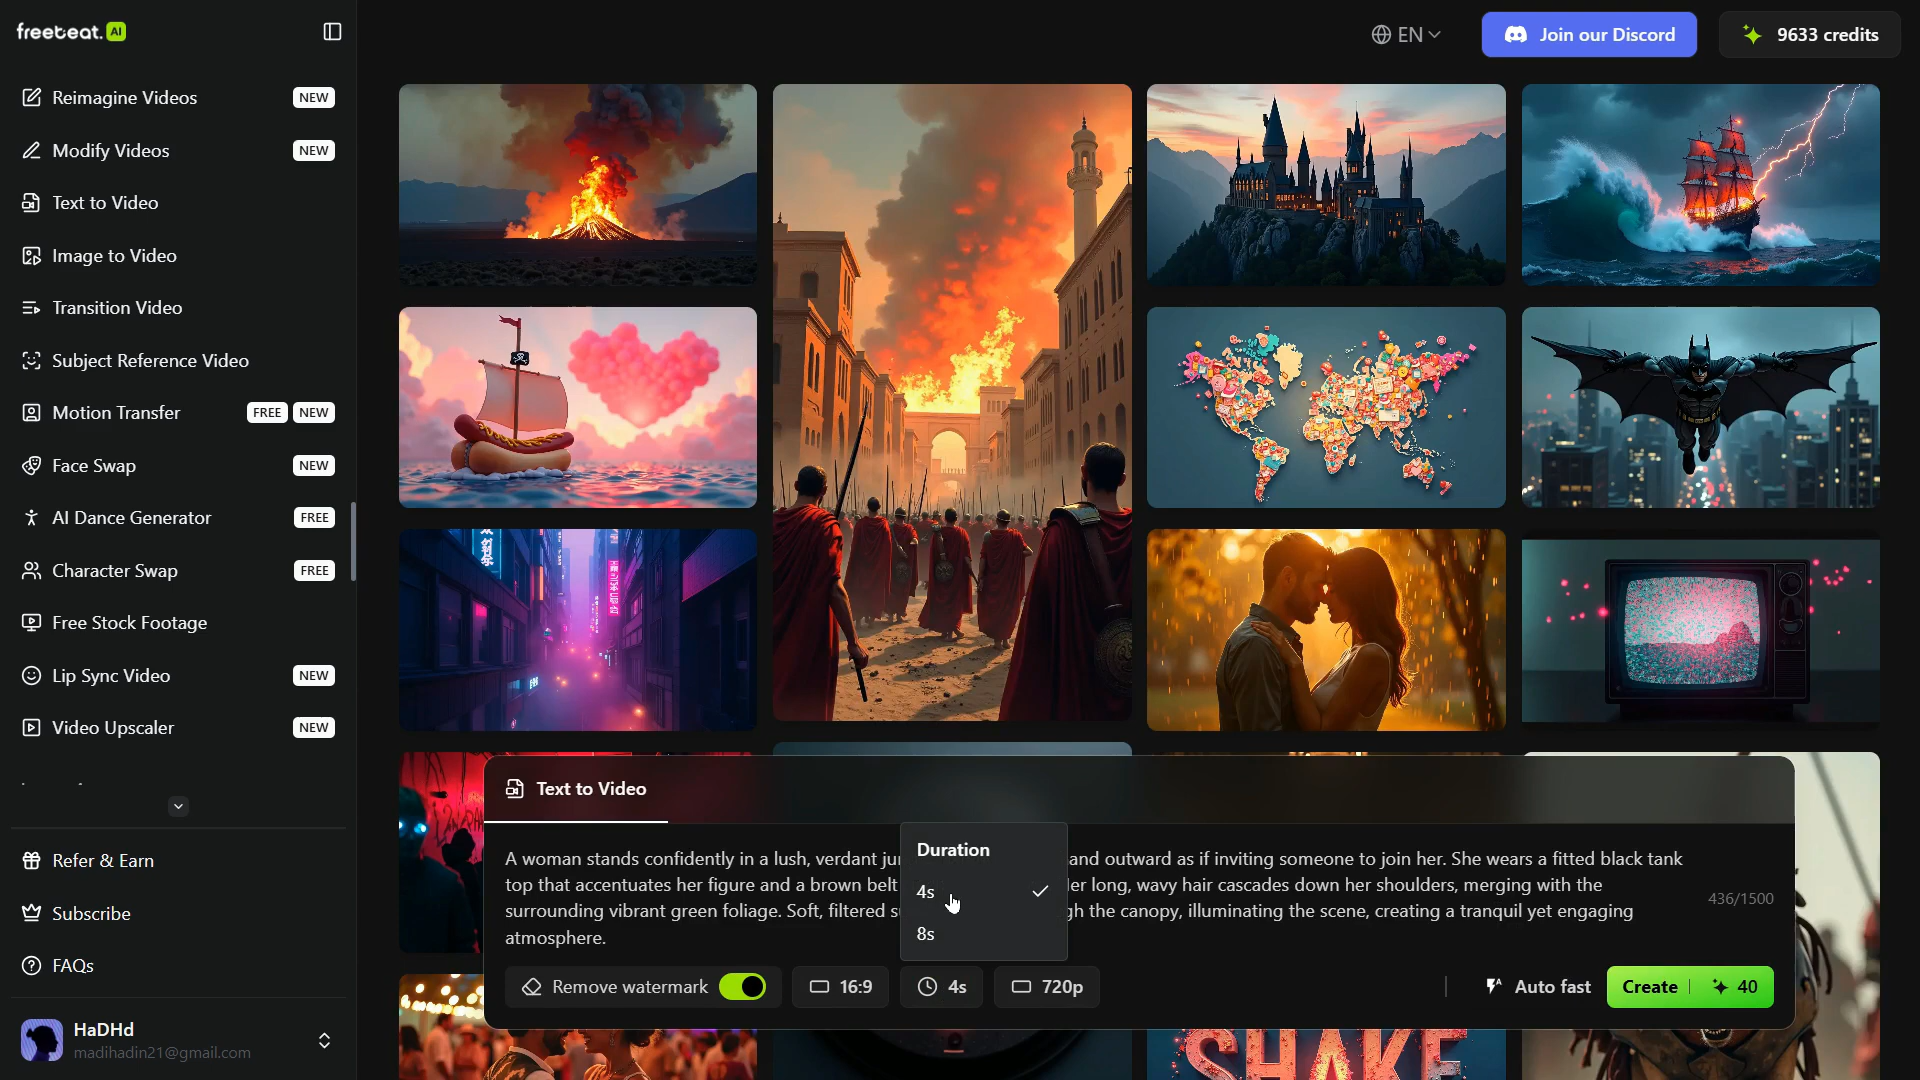 freebeat. AI
EN
Join our Discord
9633 credits
Reimagine Videos NEW
Modify Videos NEW
Text to Video
Image to Video
Transition Video
Subject Reference Video
Motion Transfer FREE NEW
Face Swap NEW
AI Dance Generator FREE
Character Swap FREE
Free Stock Footage
Lip Sync Video NEW
Video Upscaler NEW
Refer & Earn
Subscribe
FAQs
HaDHd
madihadin21@gmail.com
Text to Video
A woman stands confidently in a lush, verdant and outward as if inviting someone to join her. She wears a fitted black tank
top that accentuates her figure and a brown belt long, wavy hair cascades down her shoulders, merging with the
surrounding vibrant green foliage. Soft, filtered the canopy, illuminating the scene, creating a tranquil yet engaging
atmosphere.
436/1500
Duration
4s
8s
Remove watermark
16:9
4s
720p
Auto fast
Create 40
SHAKE